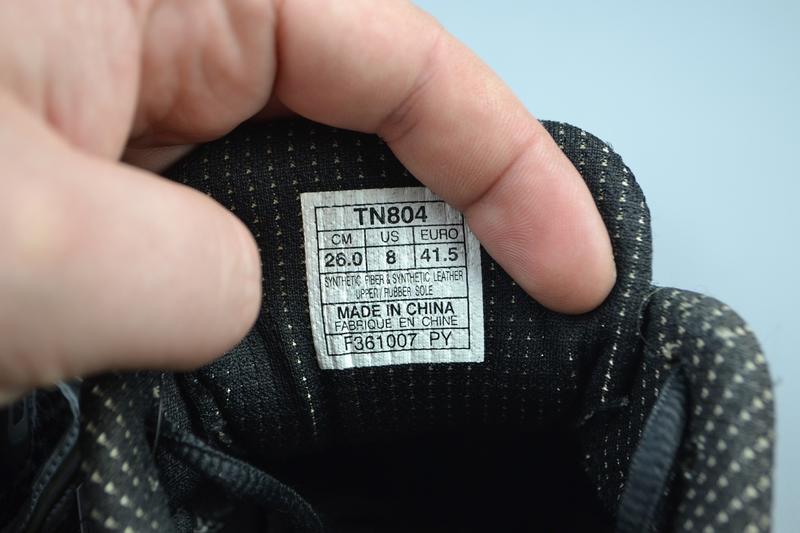 TN804
CM US EURO
26.0 8 41.5
SYNTHETIC FIBER & SYNTHETIC LEATHER
UPPER / RUBBER SOLE
MADE IN CHINA
FABRIQUE EN CHINE
F361007 PY